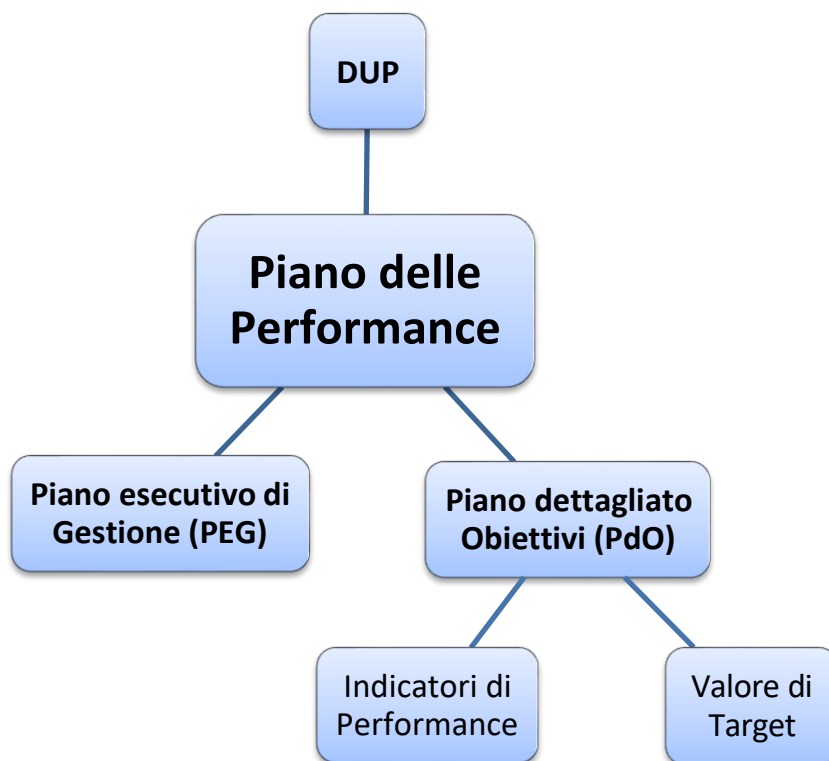 DUP
Piano delle
Performance
Piano esecutivo di
Gestione (PEG)
Piano dettagliato
Obiettivi (PdO)
Indicatori di
Performance
Valore di
Target